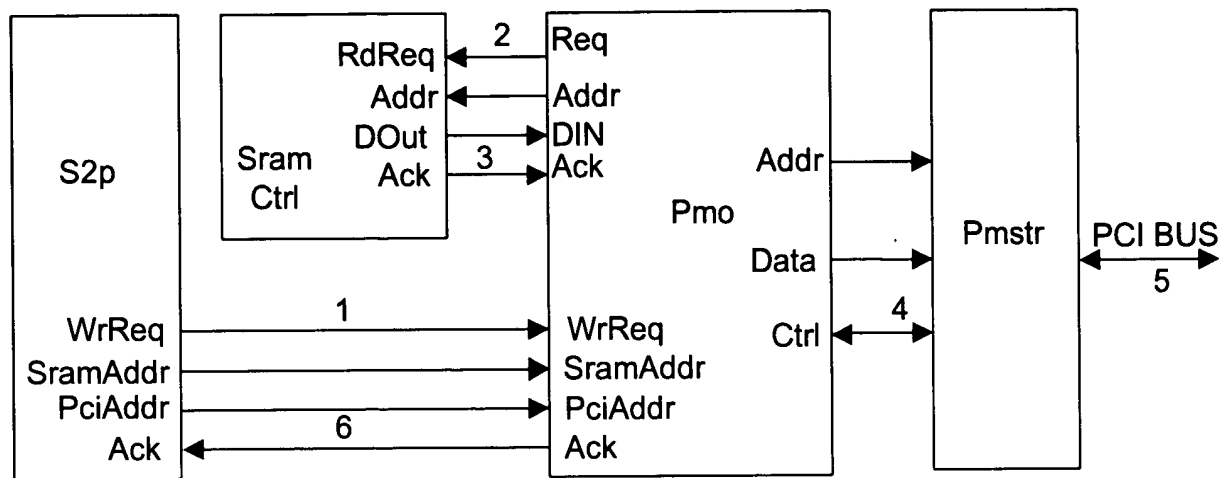 S2p
WrReq
SramAddr
PciAddr
Ack
RdReq
Addr
DOut
Ack
Sram
Ctrl
2
3
1
6
Req
Addr
DIN
Ack
Pmo
Addr
Data
Ctrl
WrReq
SramAddr
PciAddr
Ack
4
Pmstr
PCI BUS
5